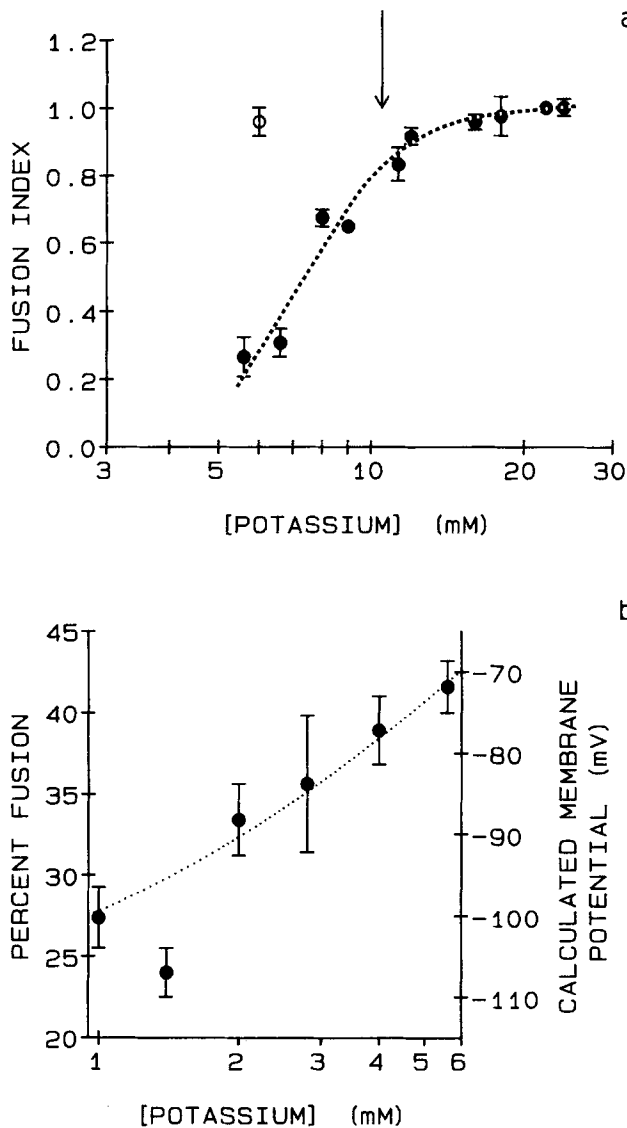 a
1.2
1.0
0.8
0.6
0.4
0.2
0.0
FUSION INDEX
3 5 10 20 30
[POTASSIUM] (mM)
b
45
40
35
30
25
20
PERCENT FUSION
-70
-80
-90
-100
-110
CALCULATED MEMBRANE
POTENTIAL (mV)
1 2 3 4 5 6
[POTASSIUM] (mM)